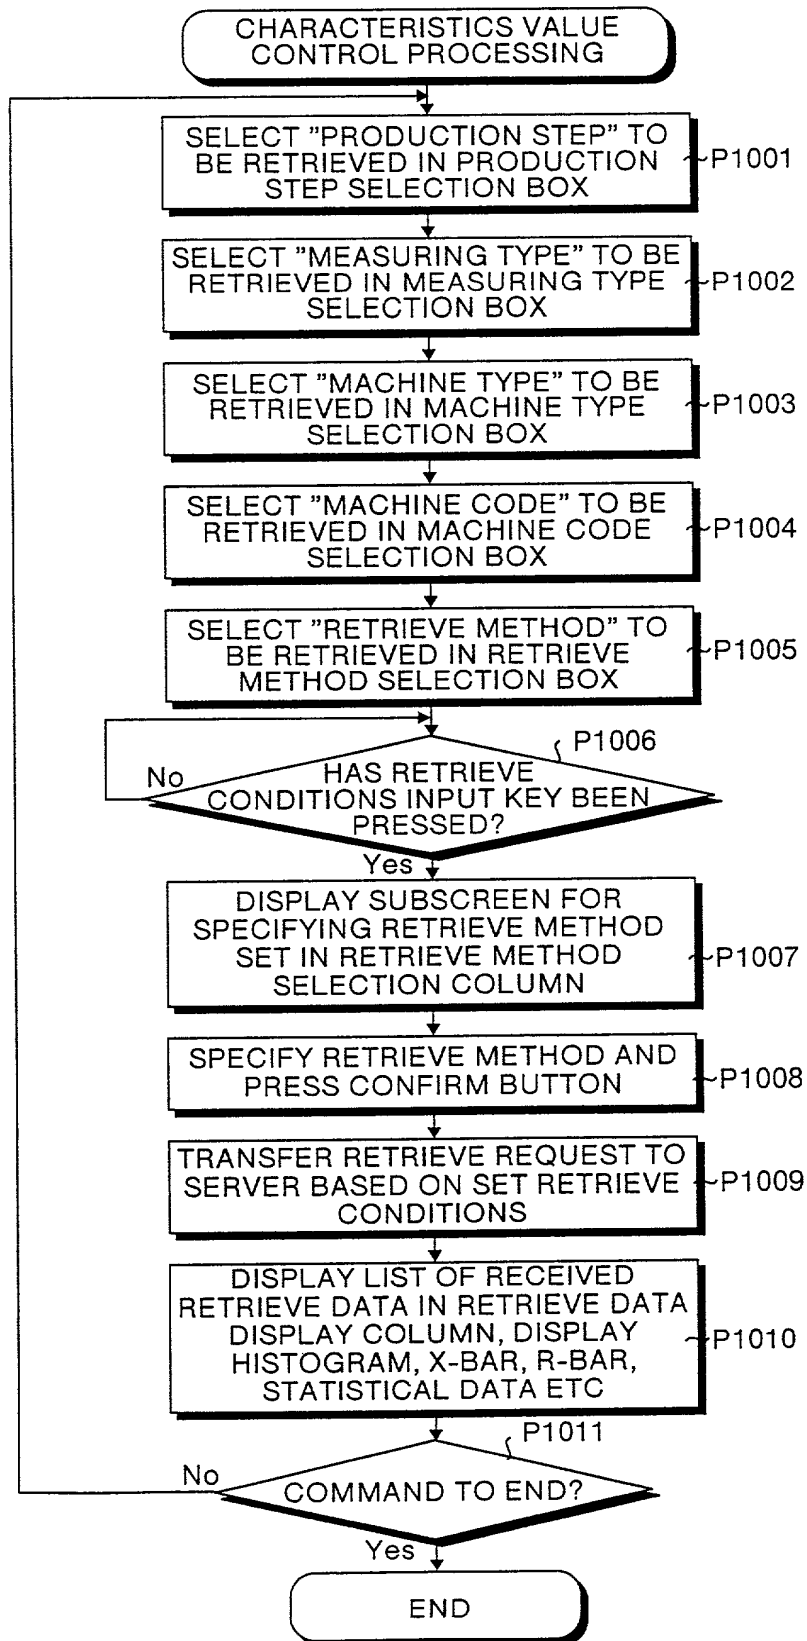 CHARACTERISTICS VALUE
CONTROL PROCESSING
SELECT "PRODUCTION STEP" TO
BE RETRIEVED IN PRODUCTION
STEP SELECTION BOX
P1001
SELECT "MEASURING TYPE" TO BE
RETRIEVED IN MEASURING TYPE
SELECTION BOX
P1002
SELECT "MACHINE TYPE" TO BE
RETRIEVED IN MACHINE TYPE
SELECTION BOX
P1003
SELECT "MACHINE CODE" TO BE
RETRIEVED IN MACHINE CODE
SELECTION BOX
P1004
SELECT "RETRIEVE METHOD" TO
BE RETRIEVED IN RETRIEVE
METHOD SELECTION BOX
P1005
P1006
No
HAS RETRIEVE
CONDITIONS INPUT KEY BEEN
PRESSED?
Yes
DISPLAY SUBSCREEN FOR
SPECIFYING RETRIEVE METHOD
SET IN RETRIEVE METHOD
SELECTION COLUMN
P1007
SPECIFY RETRIEVE METHOD AND
PRESS CONFIRM BUTTON
P1008
TRANSFER RETRIEVE REQUEST TO
SERVER BASED ON SET RETRIEVE
CONDITIONS
P1009
DISPLAY LIST OF RECEIVED
RETRIEVE DATA IN RETRIEVE DATA
DISPLAY COLUMN, DISPLAY
HISTOGRAM, X-BAR, R-BAR,
STATISTICAL DATA ETC
P1010
P1011
No
COMMAND TO END?
Yes
END